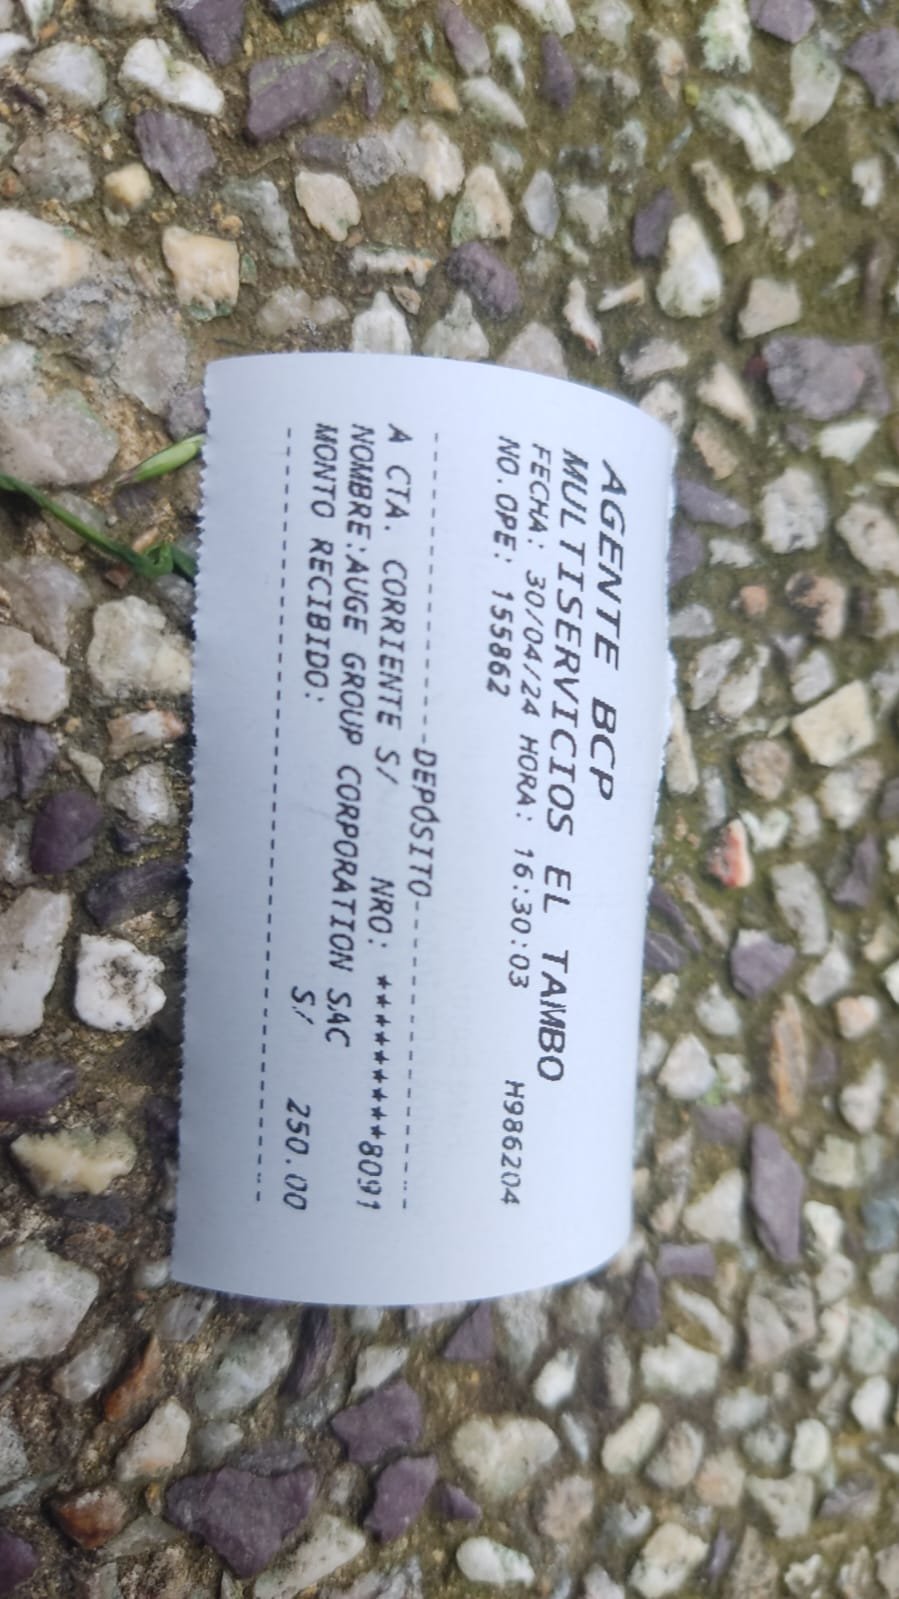 AGENTE BCP
MULTISERVICIOS EL TAMBO
FECHA: 30/04/24 HORA: 16:30:03 H986204
NO.OPE: 155862
--------------------DEPÓSITO--------------------
A CTA. CORRIENTE S/ NRO: *********8091
NOMBRE:AUGE GROUP CORPORATION SAC
MONTO RECIBIDO: S/ 250.00
------------------------------------------------